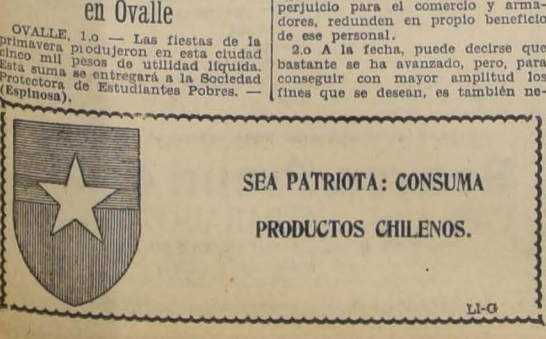 en Ovalle
OVALLE, 1.o — Las fiestas de la
primavera produjeron en esta ciudad
cinco mil pesos de utilidad líquida.
Esta suma se entregará a la Sociedad
Protectora de Estudiantes Pobres. —
(Espinosa).
perjuicio para el comercio y arma-
dores, redunden en propio beneficio
de ese personal.
2.o A la fecha, puede decirse que
bastante se ha avanzado, pero, para
conseguir con mayor amplitud los
fines que se desean, es también ne-
SEA PATRIOTA: CONSUMA
PRODUCTOS CHILENOS.
LI-G